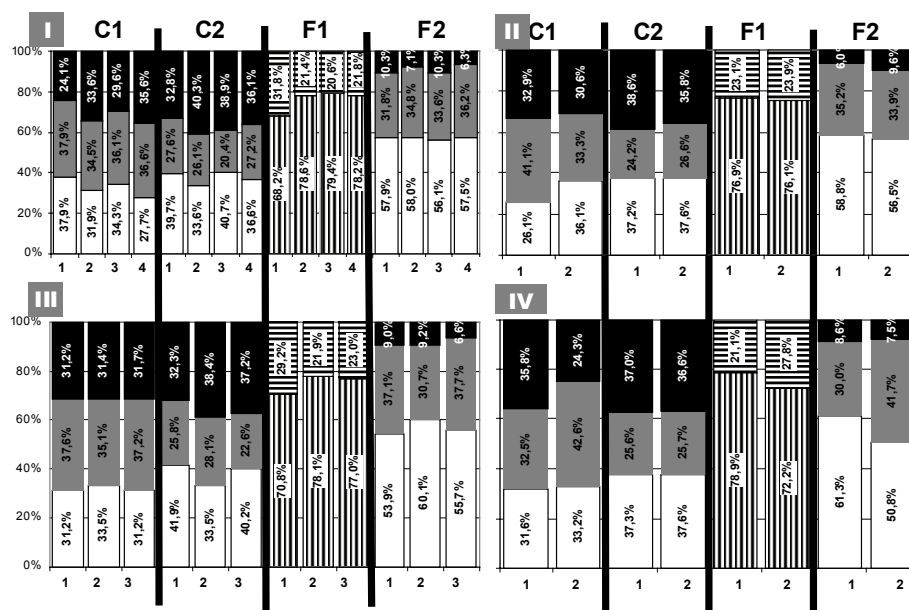 I C1 C2 F1 F2
100%
80%
60%
40%
20%
0%
24,1% 33,6% 29,6% 35,6%
37,9% 34,5% 36,1% 36,6%
37,9% 31,9% 34,3% 27,7%
32,8% 40,3% 38,9% 36,1%
27,6% 26,1% 20,4% 27,2%
39,7% 33,6% 40,7% 36,6%
31,8% 21,4% 20,6% 21,8%
68,2% 78,6% 79,4% 78,2%
10,3% 7,1% 10,3% 6,3%
31,8% 34,8% 33,6% 36,2%
57,9% 58,0% 56,1% 57,5%
1 2 3 4 1 2 3 4 1 2 3 4 1 2 3 4
II C1 C2 F1 F2
32,9% 30,6%
41,1% 33,3%
26,1% 36,1%
38,6% 35,8%
24,2% 26,6%
37,2% 37,6%
23,1% 23,9%
76,9% 76,1%
6,0% 9,6%
35,2% 33,9%
58,8% 56,5%
1 2 1 2 1 2 1 2
III
100%
80%
60%
40%
20%
0%
31,2% 31,4% 31,7%
37,6% 35,1% 37,2%
31,2% 33,5% 31,2%
32,3% 38,4% 37,2%
25,8% 28,1% 22,6%
41,9% 33,5% 40,2%
29,2% 21,9% 23,0%
70,8% 78,1% 77,0%
9,0% 9,2% 6,6%
37,1% 30,7% 37,7%
53,9% 60,1% 55,7%
1 2 3 1 2 3 1 2 3 1 2 3
IV
35,8% 24,3%
32,5% 42,6%
31,6% 33,2%
37,0% 36,6%
25,6% 25,7%
37,3% 37,6%
21,1% 27,8%
78,9% 72,2%
8,6% 7,5%
30,0% 41,7%
61,3% 50,8%
1 2 1 2 1 2 1 2